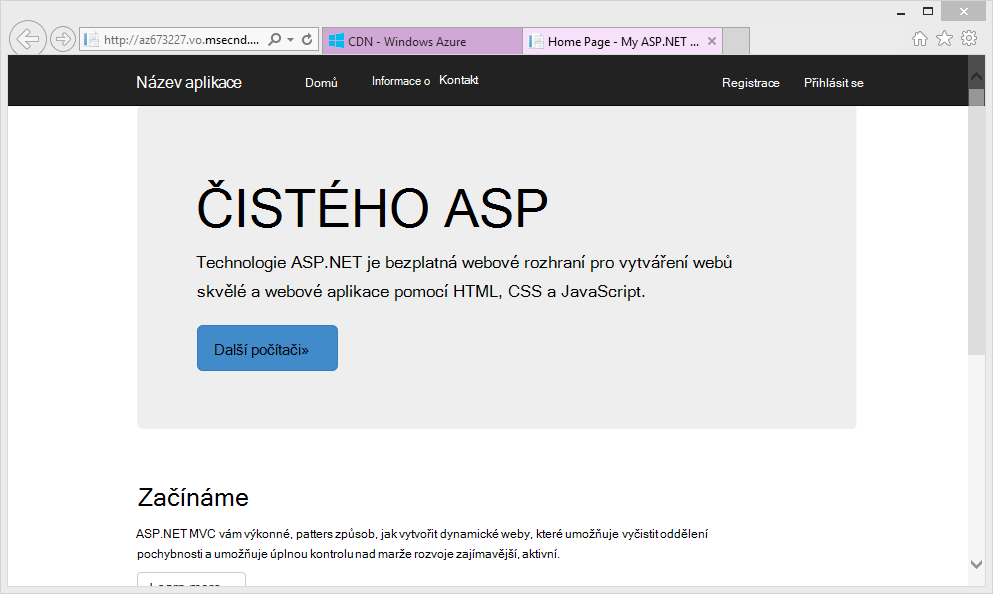 http://az673227.vo.msecnd....
CDN - Windows Azure
Home Page - My ASP.NET ...
Název aplikace
Domů
Informace o
Kontakt
Registrace
Přihlásit se
ČISTÉHO ASP
Technologie ASP.NET je bezplatná webové rozhraní pro vytváření webů
skvělé a webové aplikace pomocí HTML, CSS a JavaScript.
Další počítači»
Začínáme
ASP.NET MVC vám výkonné, patters způsob, jak vytvořit dynamické weby, které umožňuje vyčistit oddělení
pochybnosti a umožňuje úplnou kontrolu nad marže rozvoje zajímavější, aktivní.
Learn more